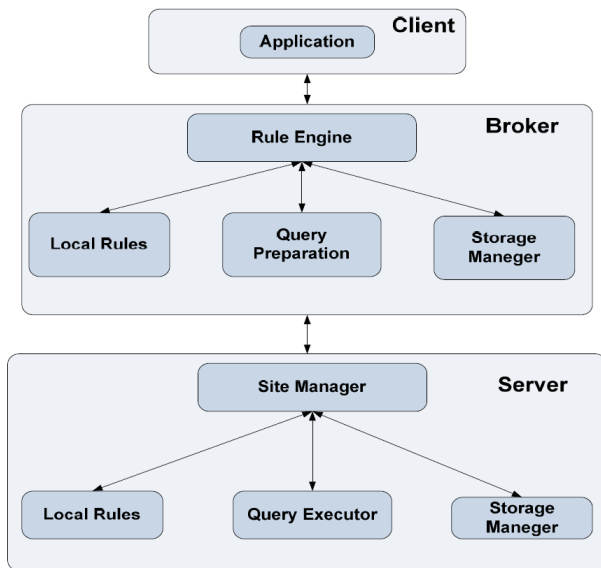 Client
Application
Broker
Rule Engine
Local Rules
Query
Preparation
Storage
Maneger
Server
Site Manager
Local Rules
Query Executor
Storage
Maneger